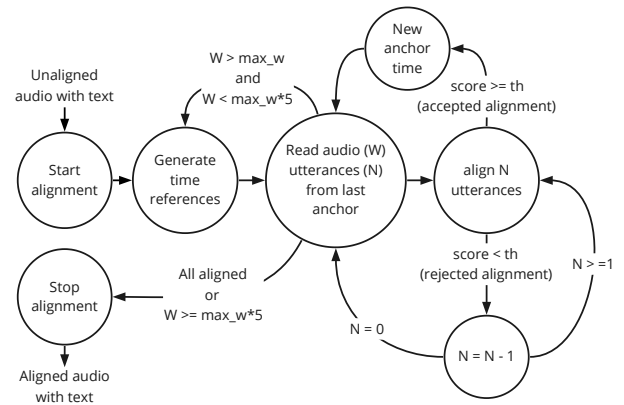 Unaligned
audio with text
Start
alignment
Generate
time
references
W > max_w
and
W < max_w*5
Read audio (W)
utterances (N)
from last
anchor
New
anchor
time
score >= th
(accepted alignment)
align N
utterances
score < th
(rejected alignment)
N > =1
N = N - 1
N = 0
All aligned
or
W >= max_w*5
Stop
alignment
Aligned audio
with text